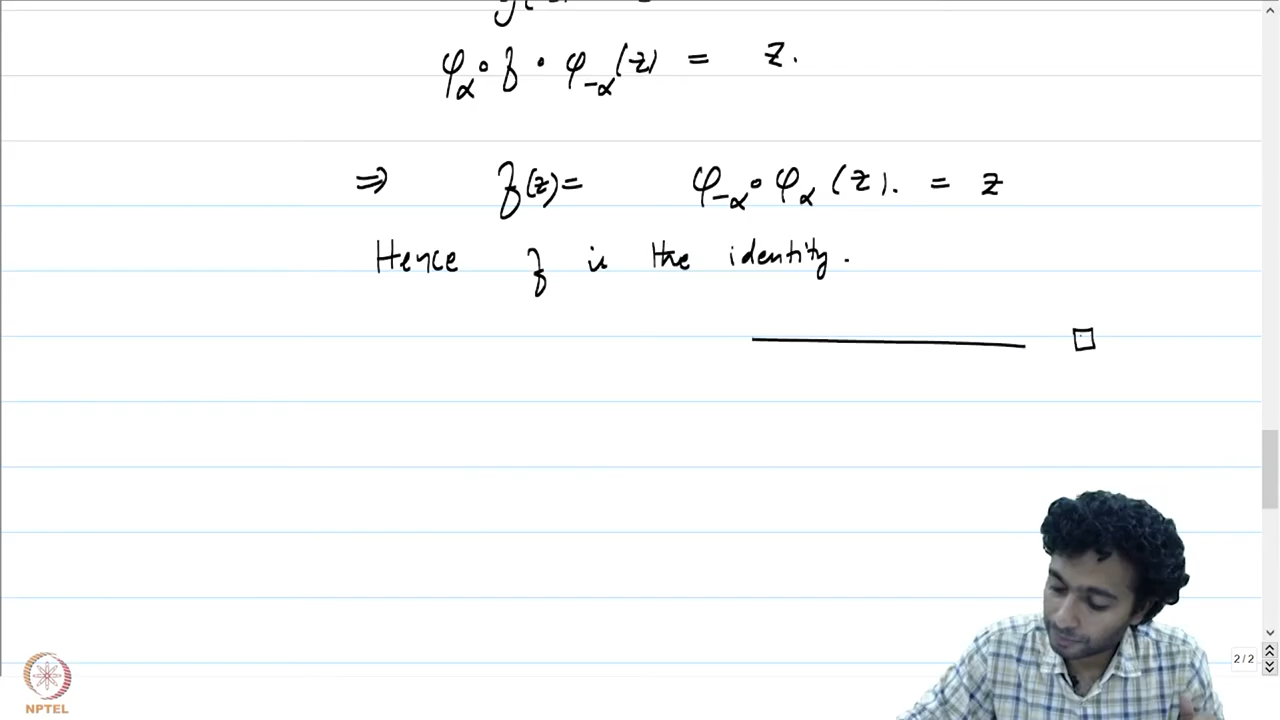 φ_α ∘ f ∘ φ_{-α}(z) = z.
⇒ f(z) = φ_{-α} ∘ φ_α (z). = z
Hence f is the identity.
□
2 / 2
NPTEL